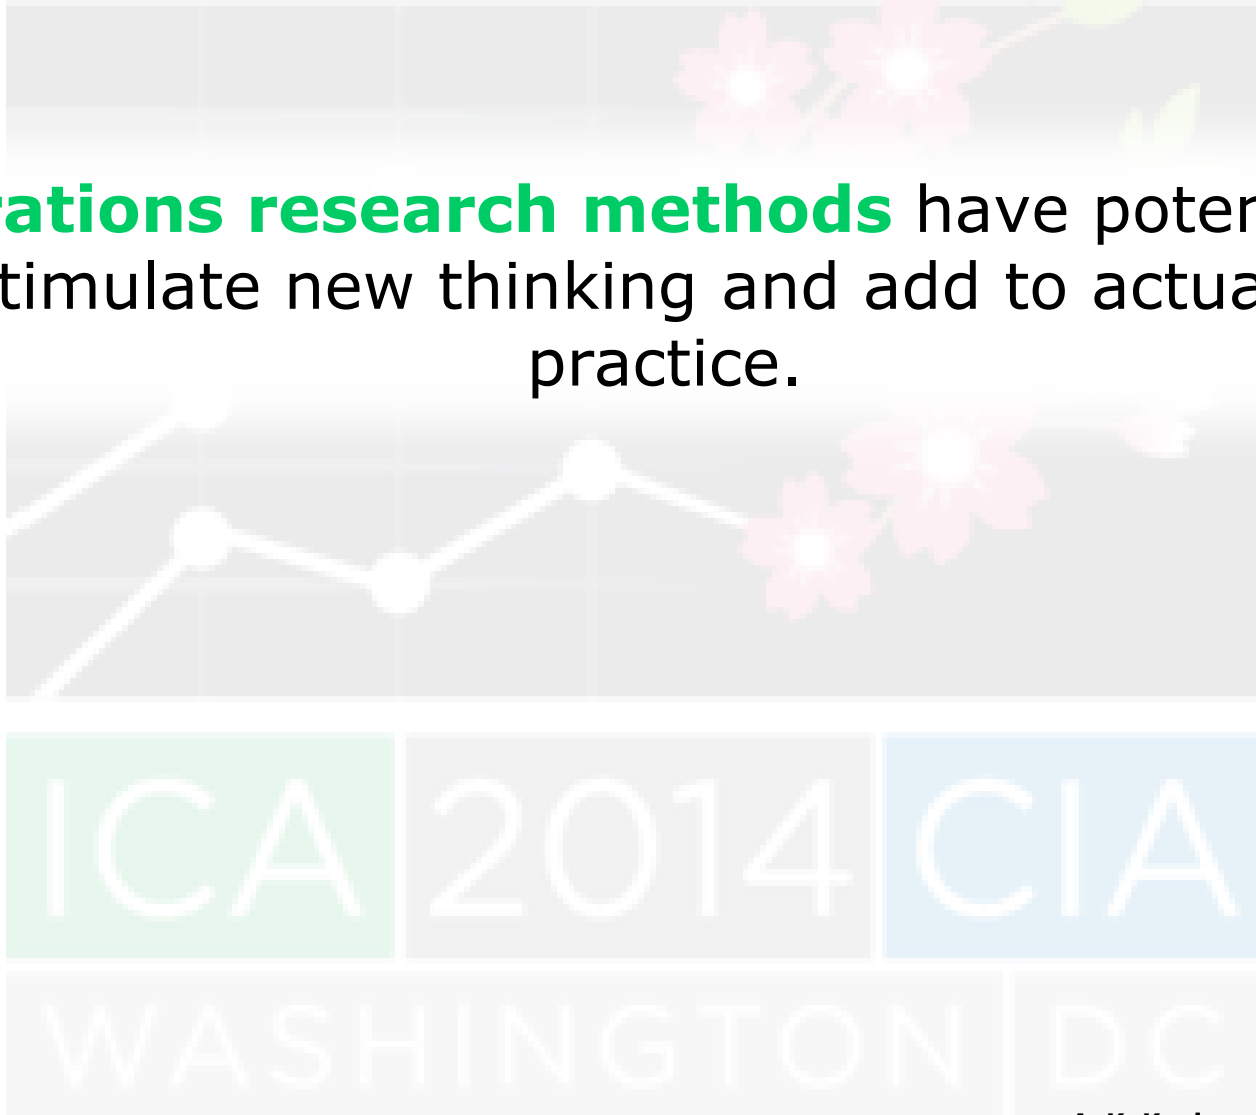 rations research methods have poten
timulate new thinking and add to actua
practice.
ICA 2014 CIA
WASHINGTON DC